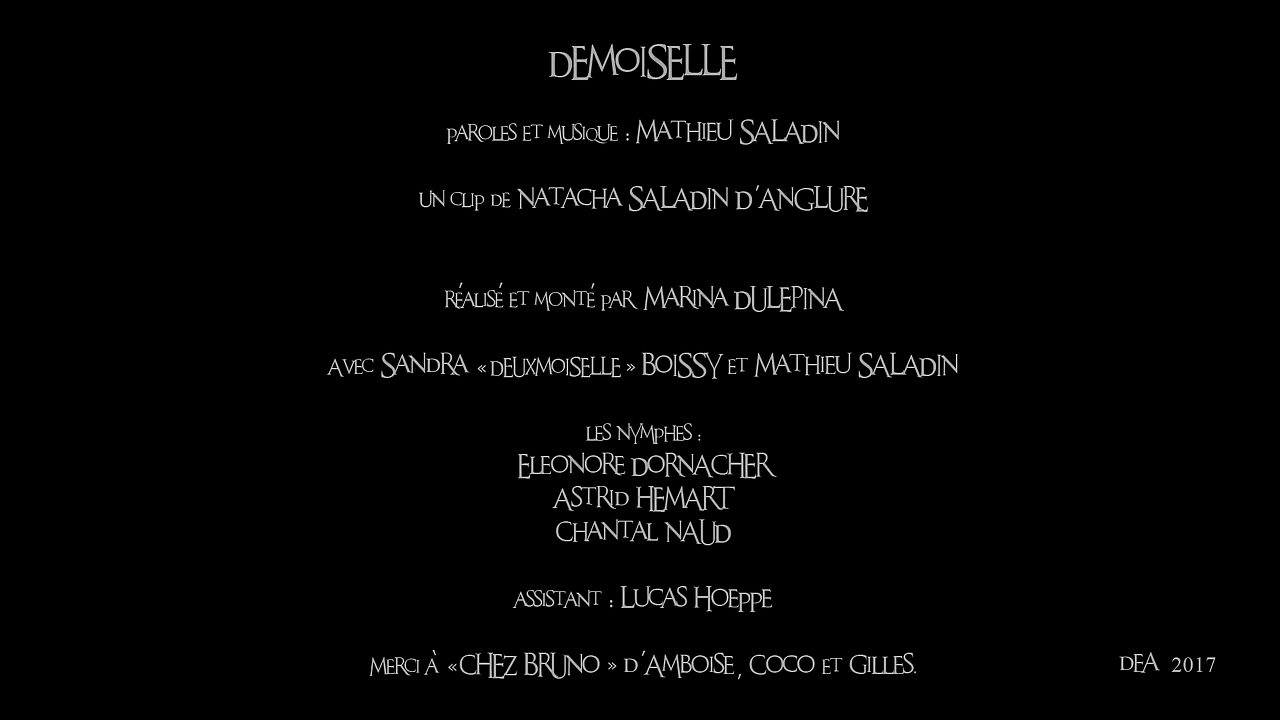 DEMOISELLE
PAROLES ET MUSIQUE : MATHIEU SALADIN
UN CLIP DE NATACHA SALADIN D'ANGLURE
RÉALISÉ ET MONTÉ PAR MARINA DULEPINA
AVEC SANDRA «DEUXMOISELLE» BOISSY ET MATHIEU SALADIN
LES NYMPHES :
ELEONORE DORNACHER
ASTRID HEMART
CHANTAL NAUD
ASSISTANT : LUCAS HOEPPE
MERCI À «CHEZ BRUNO» D'AMBOISE, COCO ET GILLES.
DEA 2017